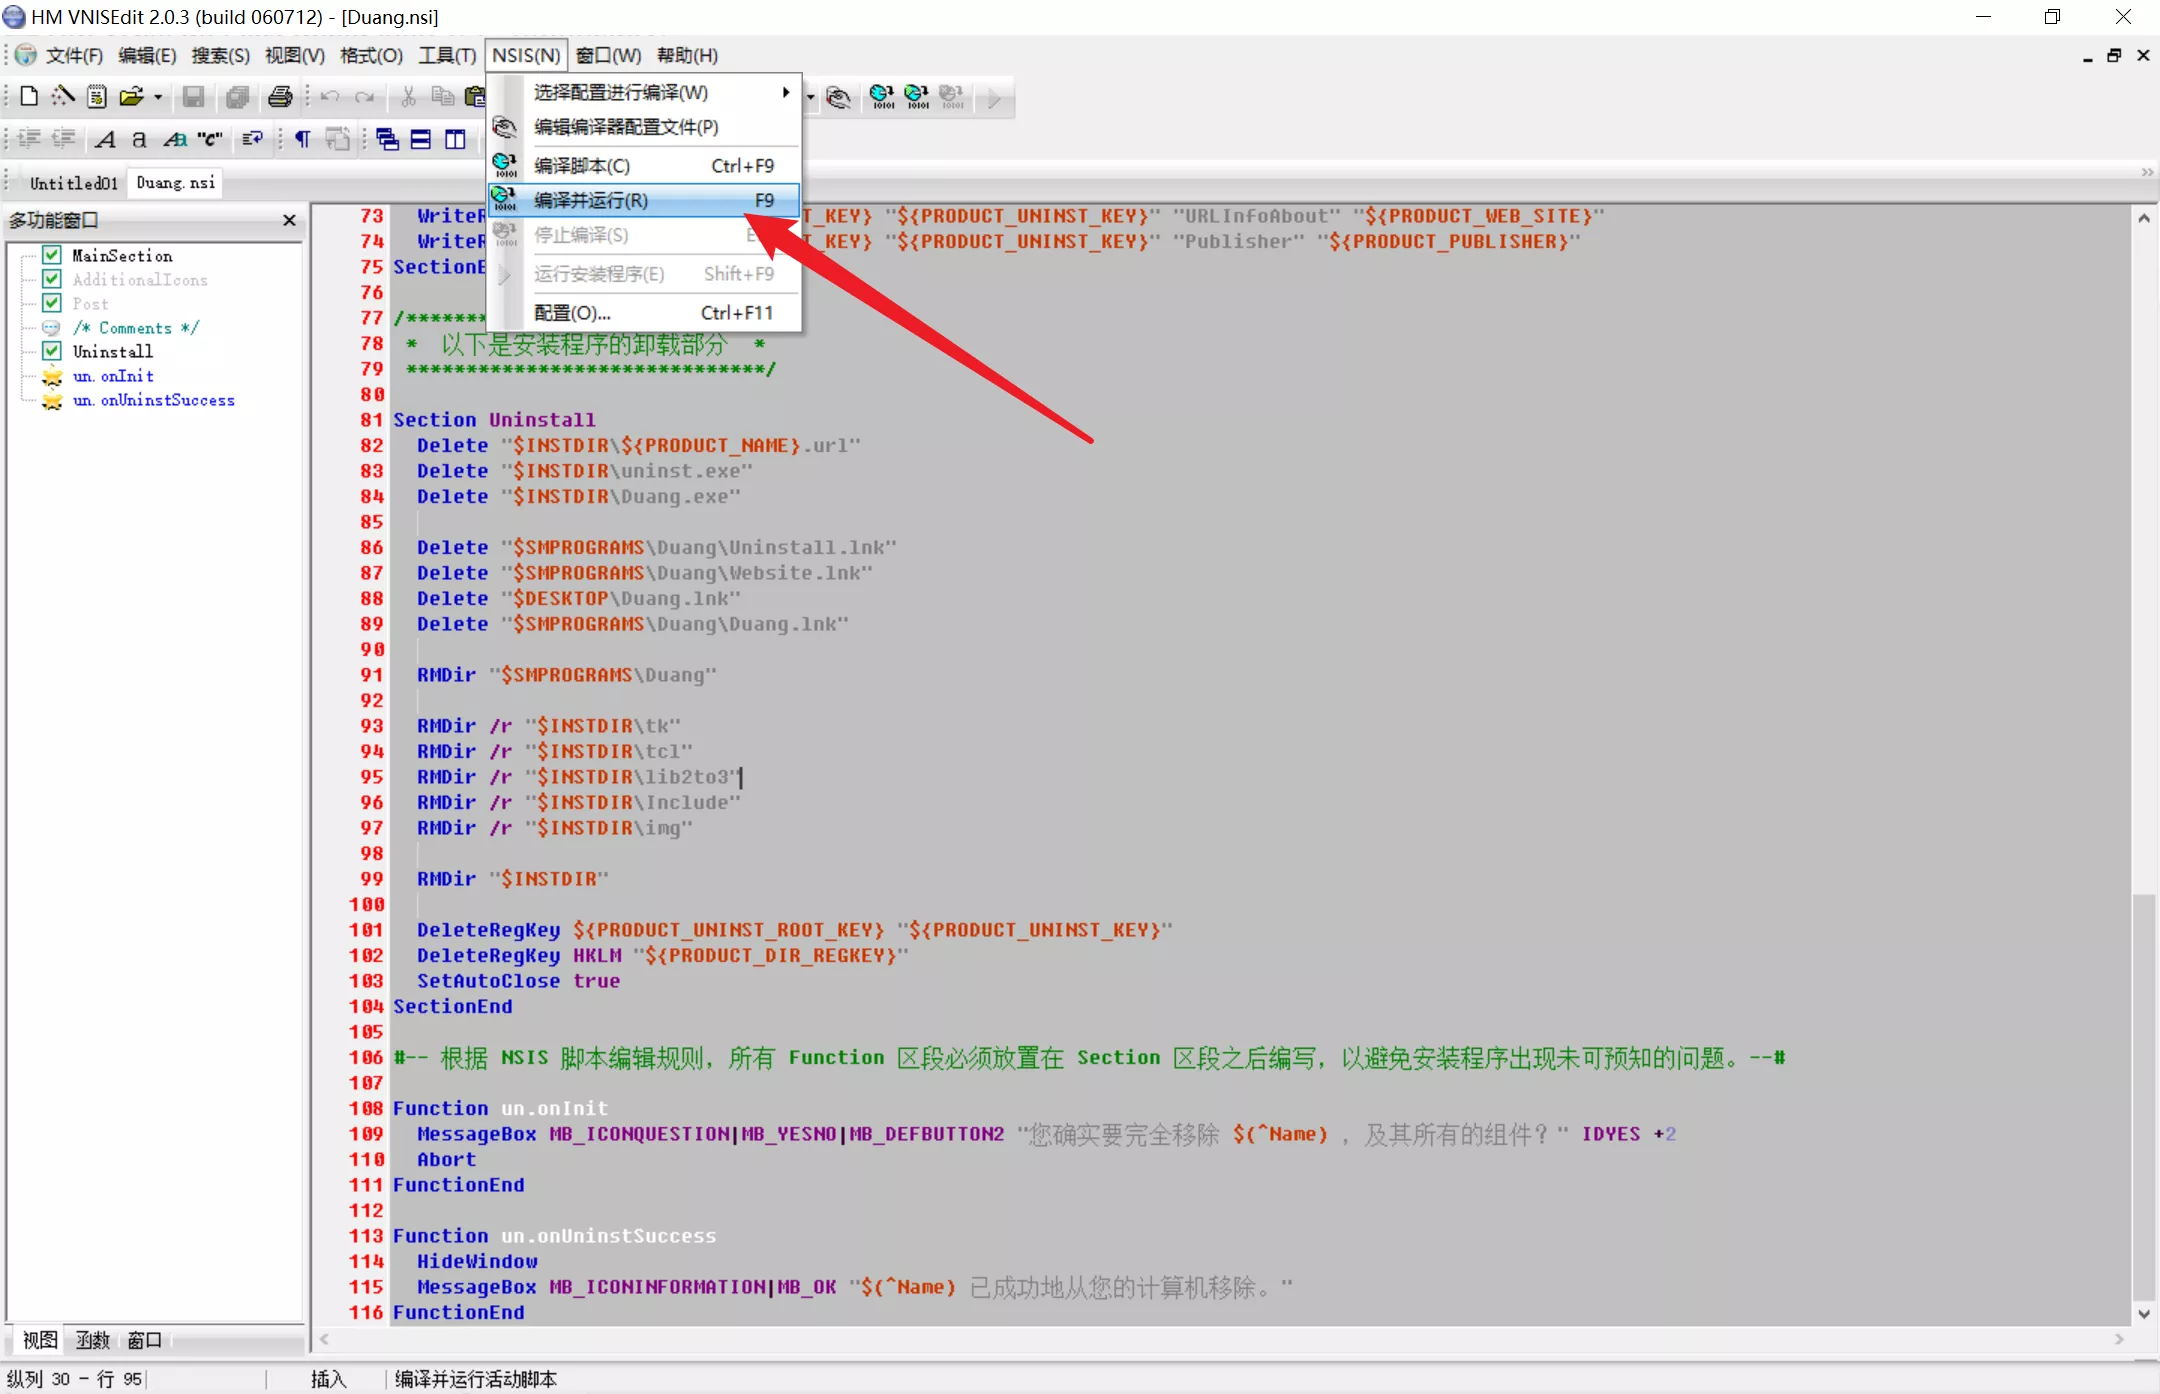 HM VNISEdit 2.0.3 (build 060712) - [Duang.nsi]
文件(F) 编辑(E) 搜索(S) 视图(V) 格式(O) 工具(T) NSIS(N) 窗口(W) 帮助(H)
选择配置进行编译(W)
编辑编译器配置文件(P)
编译脚本(C) Ctrl+F9
编译并运行(R) F9
停止编译(S)
运行安装程序(E) Shift+F9
配置(O)... Ctrl+F11
Untitled01 Duang.nsi
多功能窗口
MainSection
AdditionalIcons
Post
/* Comments */
Uninstall
un.onInit
un.onUninstSuccess
73 WriteR T_KEY} "${PRODUCT_UNINST_KEY}" "URLInfoAbout" "${PRODUCT_WEB_SITE}"
74 WriteR T_KEY} "${PRODUCT_UNINST_KEY}" "Publisher" "${PRODUCT_PUBLISHER}"
75 SectionE
76
77 /*******
78 * 以下是安装程序的卸载部分 *
79 ******************************/
80
81 Section Uninstall
82 Delete "$INSTDIR\${PRODUCT_NAME}.url"
83 Delete "$INSTDIR\uninst.exe"
84 Delete "$INSTDIR\Duang.exe"
85
86 Delete "$SMPROGRAMS\Duang\Uninstall.lnk"
87 Delete "$SMPROGRAMS\Duang\Website.lnk"
88 Delete "$DESKTOP\Duang.lnk"
89 Delete "$SMPROGRAMS\Duang\Duang.lnk"
90
91 RMDir "$SMPROGRAMS\Duang"
92
93 RMDir /r "$INSTDIR\tk"
94 RMDir /r "$INSTDIR\tcl"
95 RMDir /r "$INSTDIR\lib2to3"
96 RMDir /r "$INSTDIR\Include"
97 RMDir /r "$INSTDIR\img"
98
99 RMDir "$INSTDIR"
100
101 DeleteRegKey ${PRODUCT_UNINST_ROOT_KEY} "${PRODUCT_UNINST_KEY}"
102 DeleteRegKey HKLM "${PRODUCT_DIR_REGKEY}"
103 SetAutoClose true
104 SectionEnd
105
106 #-- 根据 NSIS 脚本编辑规则，所有 Function 区段必须放置在 Section 区段之后编写，以避免安装程序出现未可预知的问题。--#
107
108 Function un.onInit
109 MessageBox MB_ICONQUESTION|MB_YESNO|MB_DEFBUTTON2 "您确实要完全移除 $(^Name) ，及其所有的组件？" IDYES +2
110 Abort
111 FunctionEnd
112
113 Function un.onUninstSuccess
114 HideWindow
115 MessageBox MB_ICONINFORMATION|MB_OK "$(^Name) 已成功地从您的计算机移除。"
116 FunctionEnd
视图 函数 窗口
纵列 30 - 行 95 插入 编译并运行活动脚本